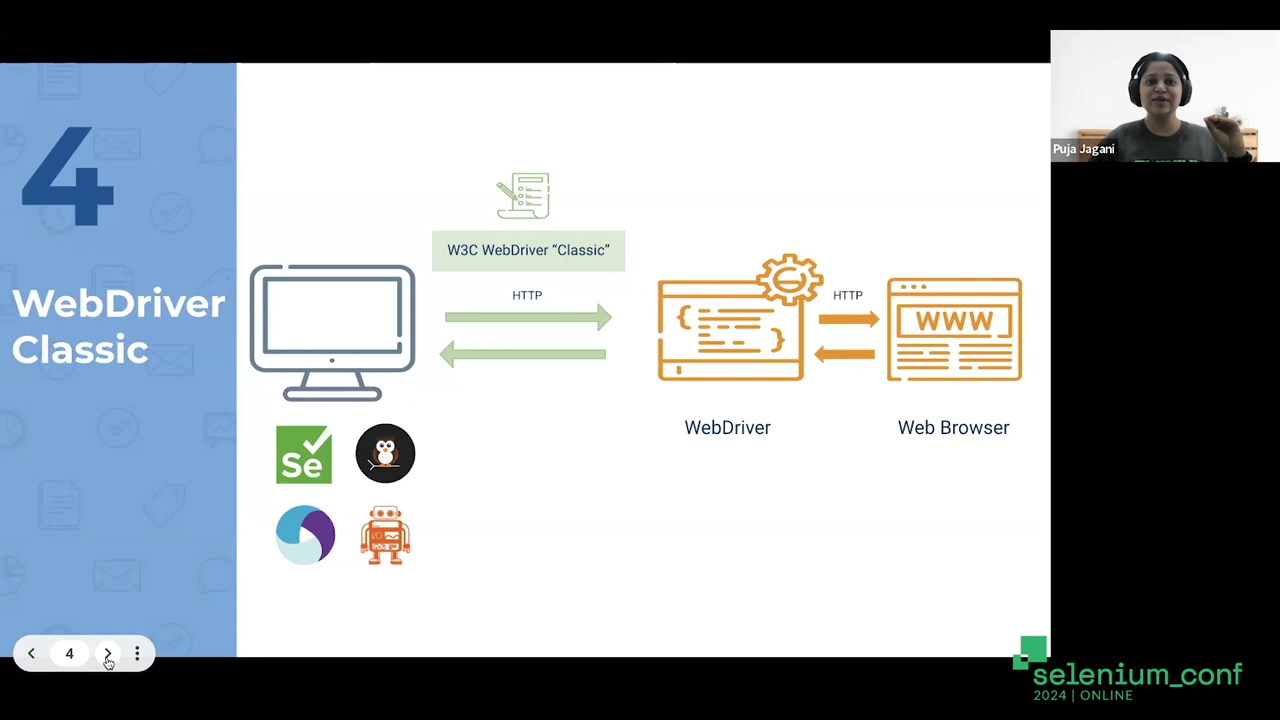 4
WebDriver
Classic
W3C WebDriver “Classic”
HTTP
HTTP
WWW
WebDriver
Web Browser
Se
4
Puja Jagani
selenium_conf
2024 | ONLINE